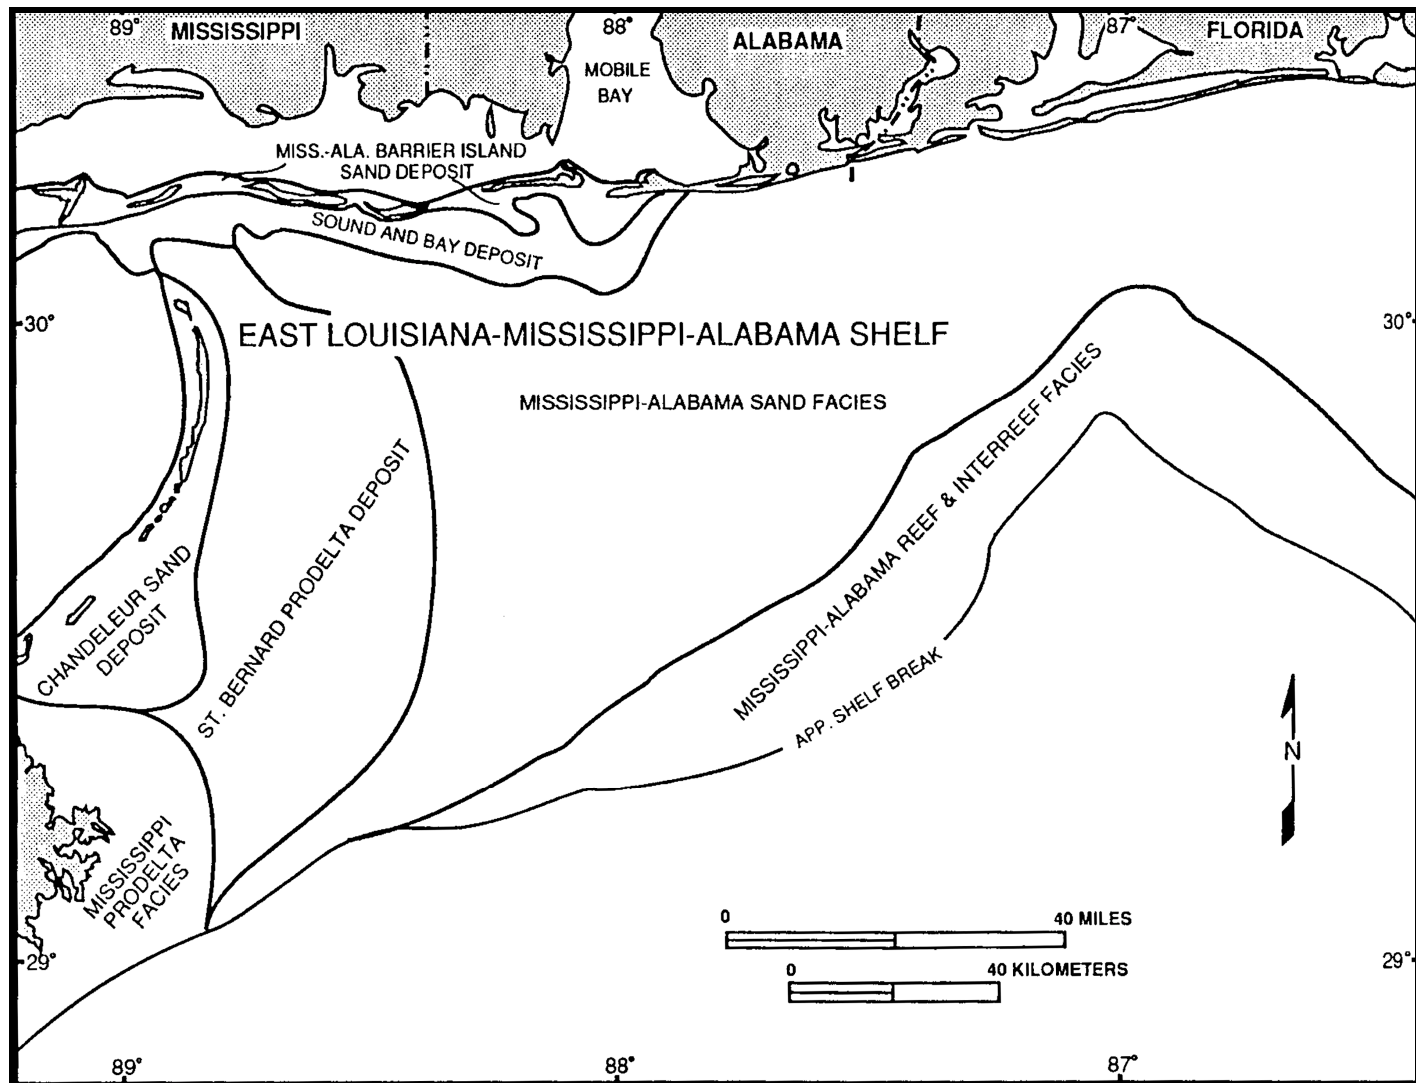 89°
88°
87°
MISSISSIPPI
ALABAMA
FLORIDA
MOBILE
BAY
MISS.-ALA. BARRIER ISLAND
SAND DEPOSIT
SOUND AND BAY DEPOSIT
30°
30°
EAST LOUISIANA-MISSISSIPPI-ALABAMA SHELF
MISSISSIPPI-ALABAMA SAND FACIES
MISSISSIPPI-ALABAMA REEF & INTERREEF FACIES
ST. BERNARD PRODELTA DEPOSIT
CHANDELEUR SAND
DEPOSIT
APP. SHELF BREAK
N
MISSISSIPPI
PRODELTA
FACIES
0 40 MILES
0 40 KILOMETERS
29°
29°
89°
88°
87°